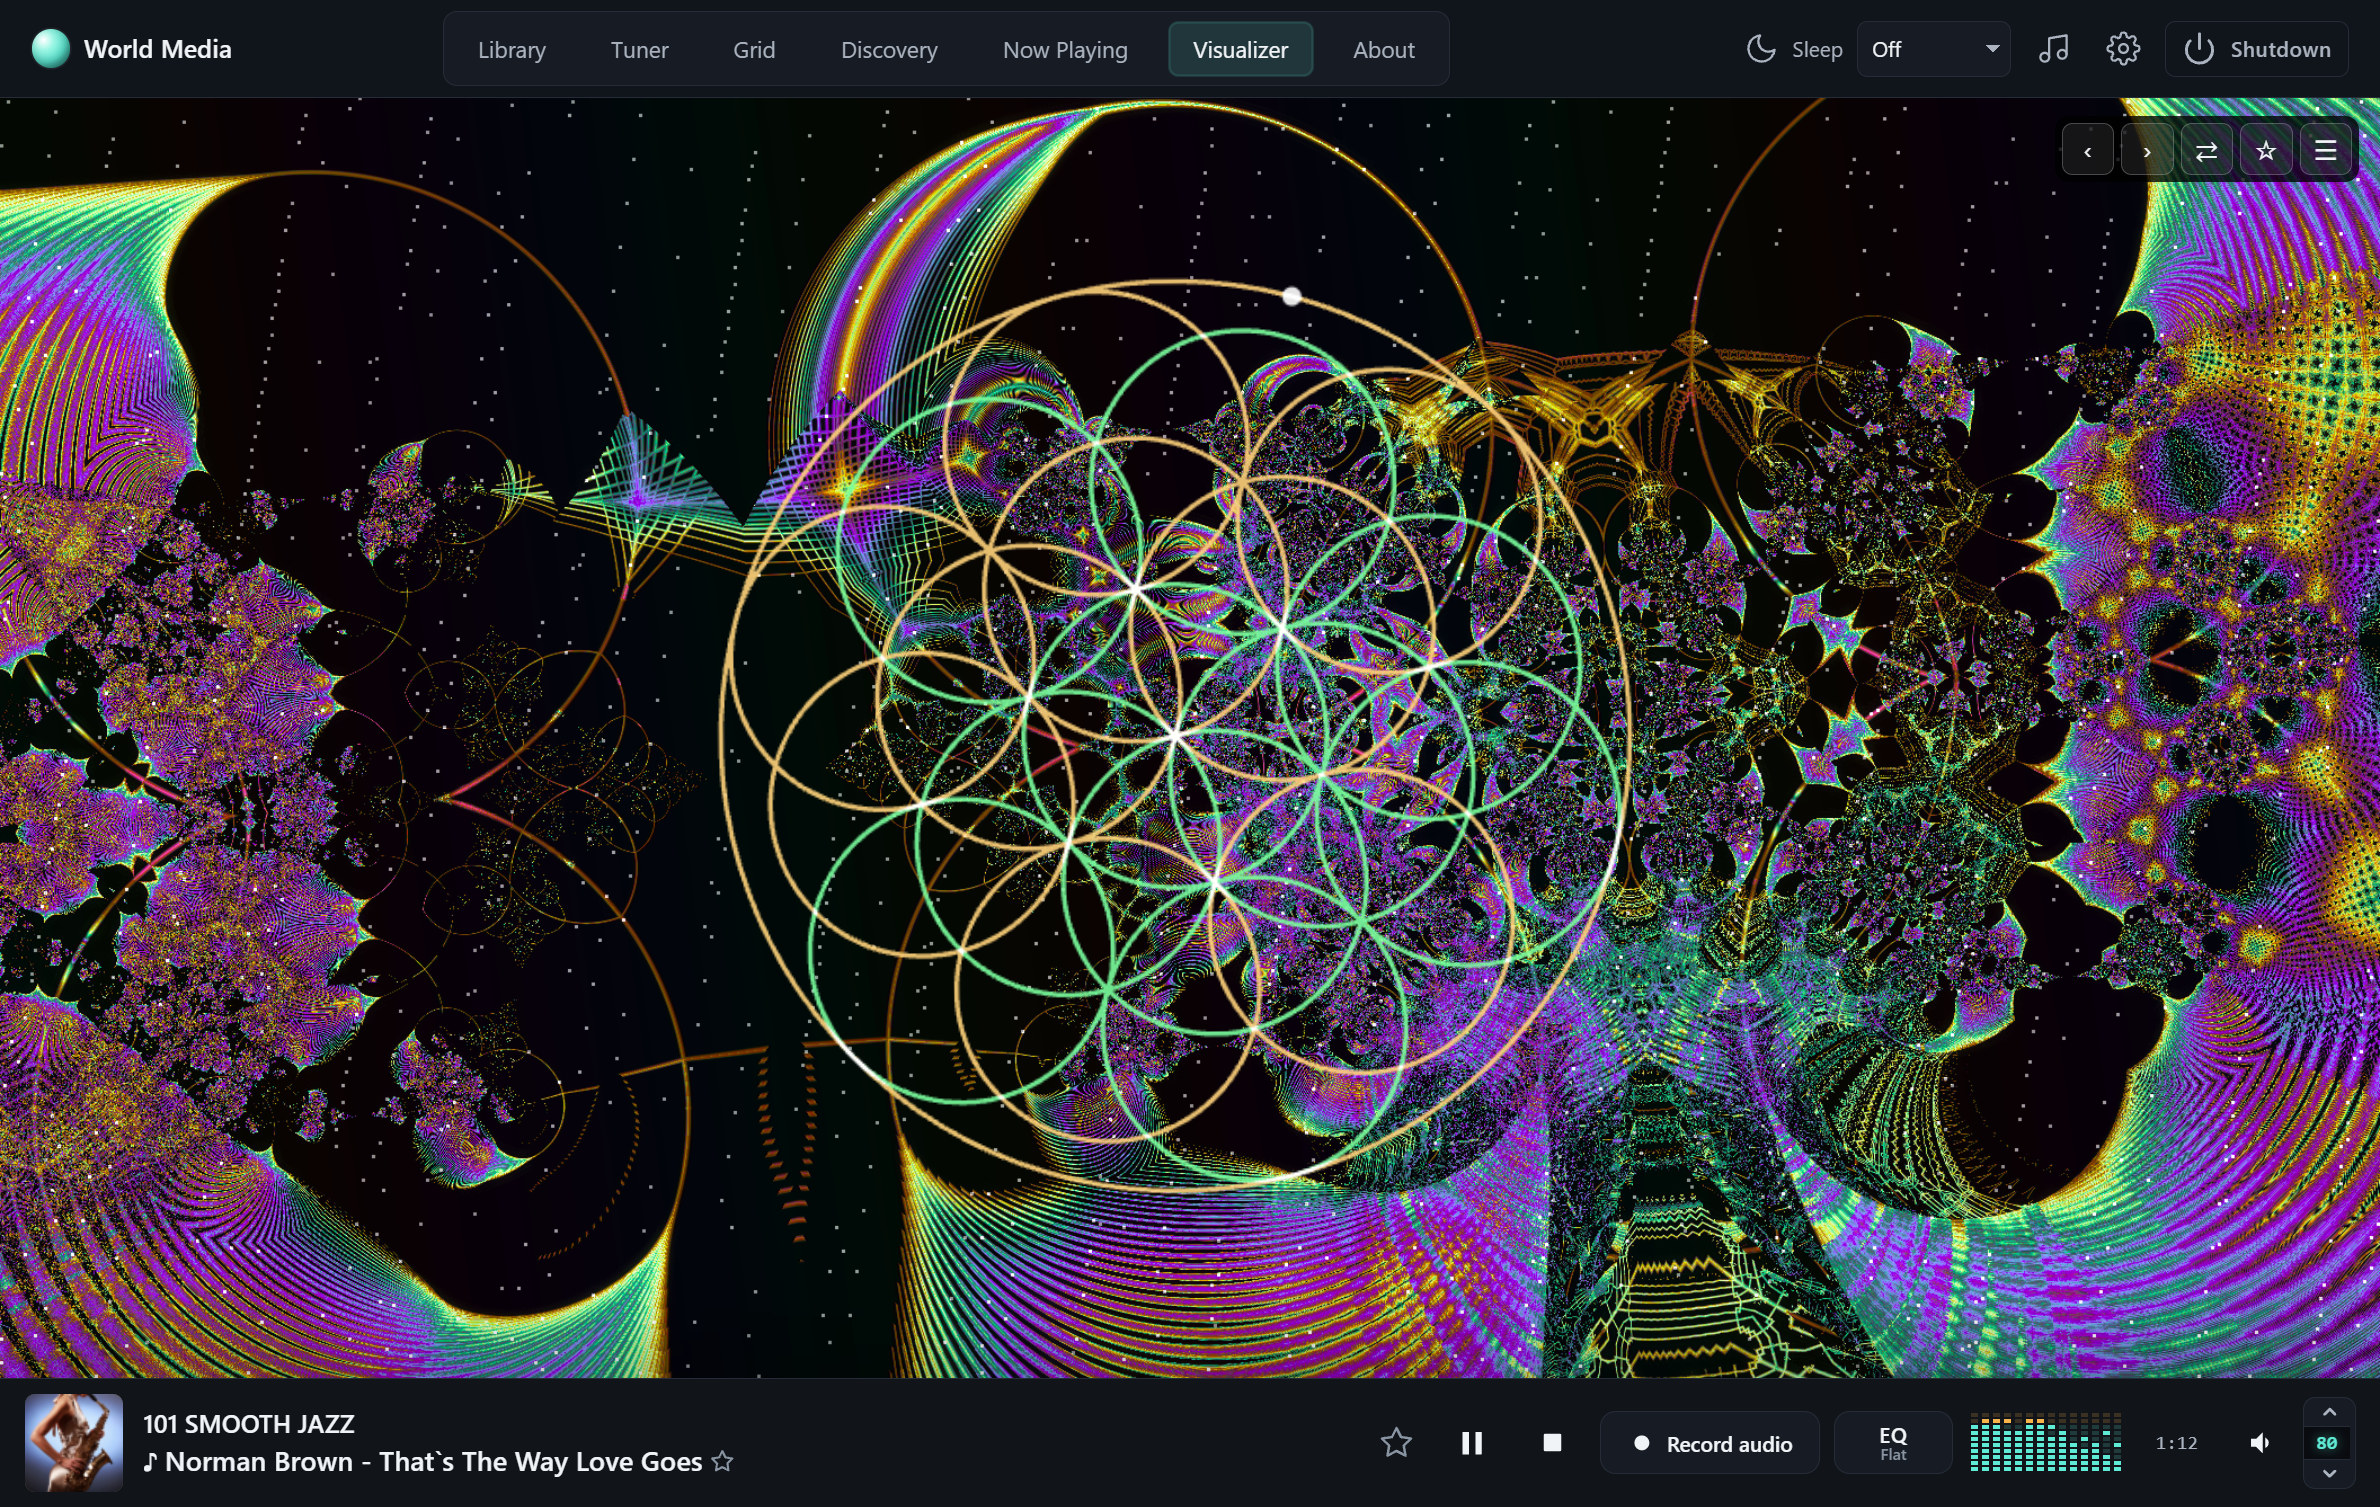 World Media
Library
Tuner
Grid
Discovery
Now Playing
Visualizer
About
Sleep
Off
Shutdown
101 SMOOTH JAZZ
Norman Brown - That`s The Way Love Goes
Record audio
EQ
Flat
1:12
80